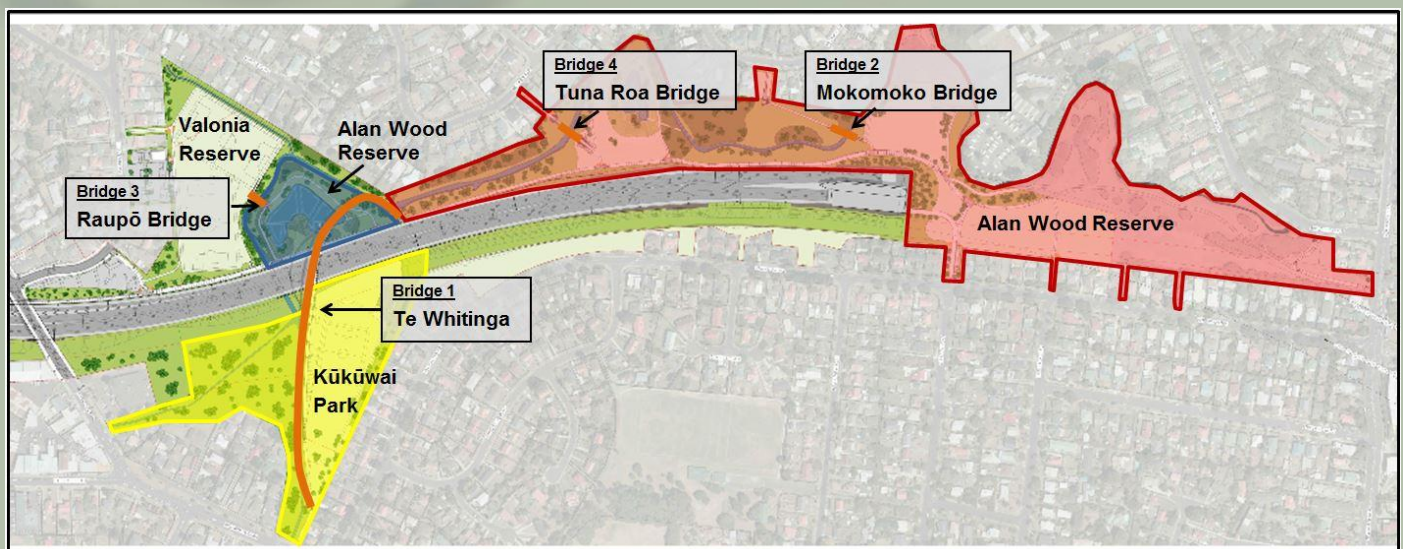 Bridge 4
Tuna Roa Bridge
Bridge 2
Mokomoko Bridge
Valonia
Reserve
Alan Wood
Reserve
Bridge 3
Raupō Bridge
Alan Wood Reserve
Bridge 1
Te Whitinga
Kūkūwai
Park